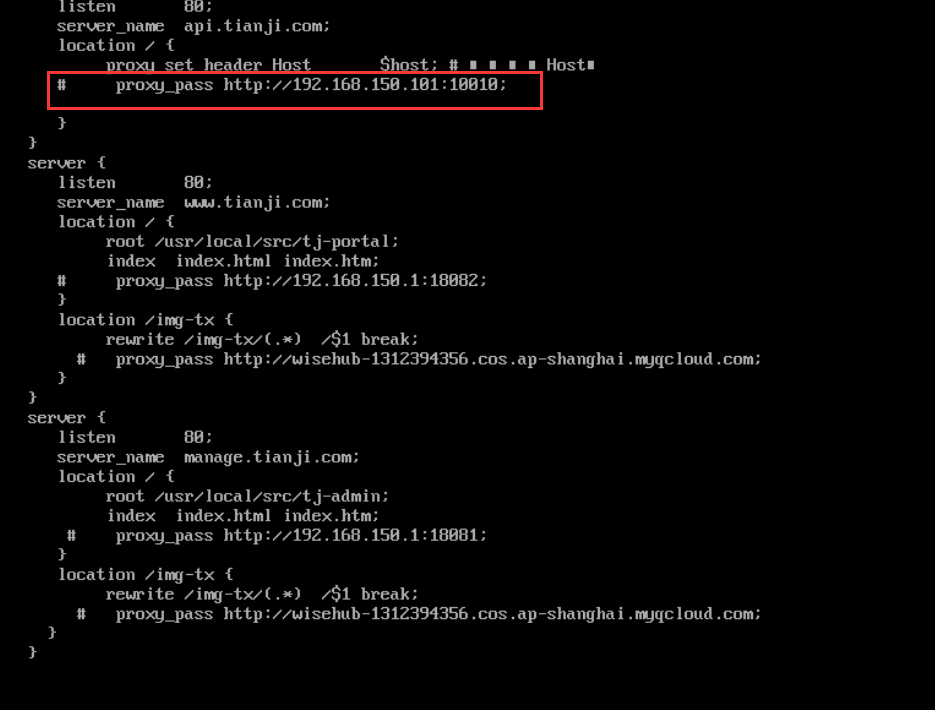 listen       80;
server_name  api.tianji.com;
location / {
proxy_set_header Host       $host; # Host
#     proxy_pass http://192.168.150.101:10010;
}
}
server {
listen       80;
server_name  www.tianji.com;
location / {
root /usr/local/src/tj-portal;
index  index.html index.htm;
#     proxy_pass http://192.168.150.1:18082;
}
location /img-tx {
rewrite /img-tx/(.*)  /$1 break;
#   proxy_pass http://wisehub-1312394356.cos.ap-shanghai.myqcloud.com;
}
}
server {
listen       80;
server_name  manage.tianji.com;
location / {
root /usr/local/src/tj-admin;
index  index.html index.htm;
#     proxy_pass http://192.168.150.1:18081;
}
location /img-tx {
rewrite /img-tx/(.*)  /$1 break;
#   proxy_pass http://wisehub-1312394356.cos.ap-shanghai.myqcloud.com;
}
}